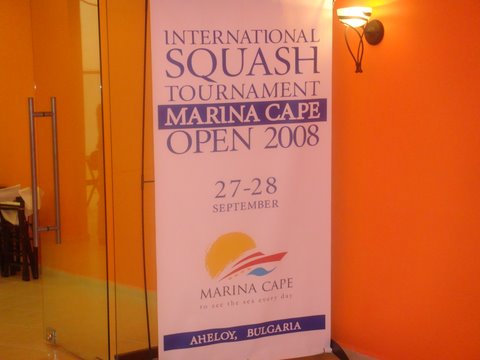 INTERNATIONAL
SQUASH
TOURNAMENT
MARINA CAPE
OPEN 2008
27-28
SEPTEMBER
MARINA CAPE
to see the sea every day
AHELOY, BULGARIA